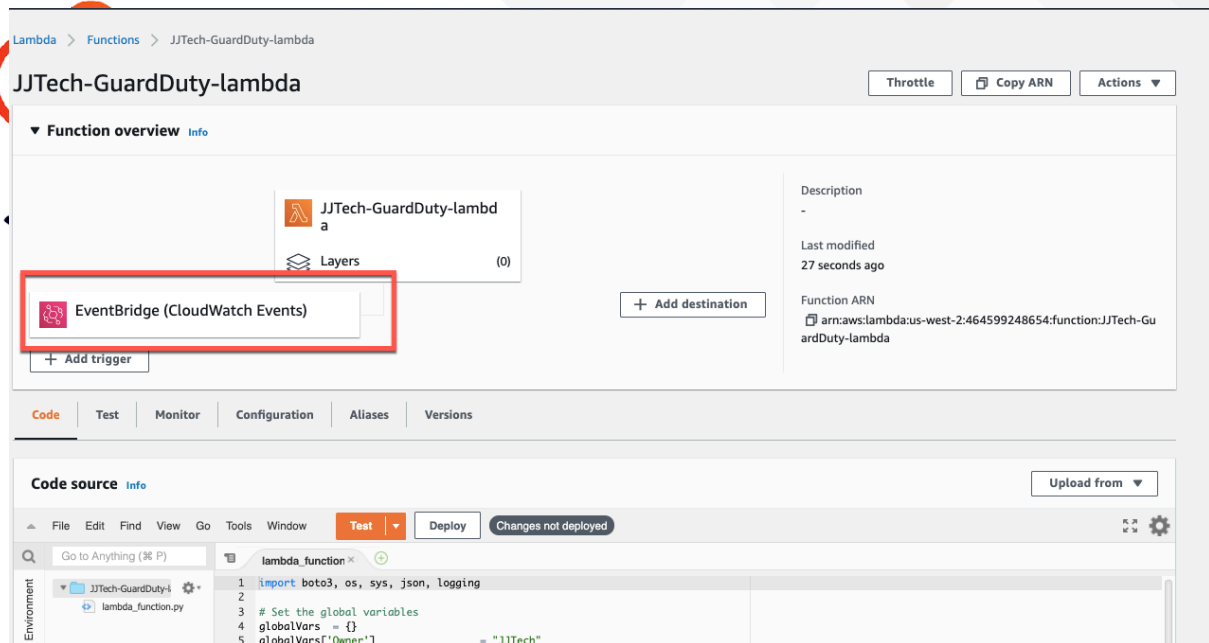 Lambda > Functions > JJTech-GuardDuty-lambda
JJTech-GuardDuty-lambda
Throttle Copy ARN Actions ▼
▼ Function overview Info
JJTech-GuardDuty-lambd
a
Layers (0)
EventBridge (CloudWatch Events)
+ Add trigger
+ Add destination
Description
-
Last modified
27 seconds ago
Function ARN
arn:aws:lambda:us-west-2:464599248654:function:JJTech-Gu
ardDuty-lambda
Code Test Monitor Configuration Aliases Versions
Code source Info
Upload from ▼
File Edit Find View Go Tools Window Test Deploy Changes not deployed
Go to Anything (⌘ P)
lambda_function ×
Environment
JJTech-GuardDuty-l
lambda_function.py
1 import boto3, os, sys, json, logging
2
3 # Set the global variables
4 globalVars = {}
5 globalVars['Owner'] = "JJTech"